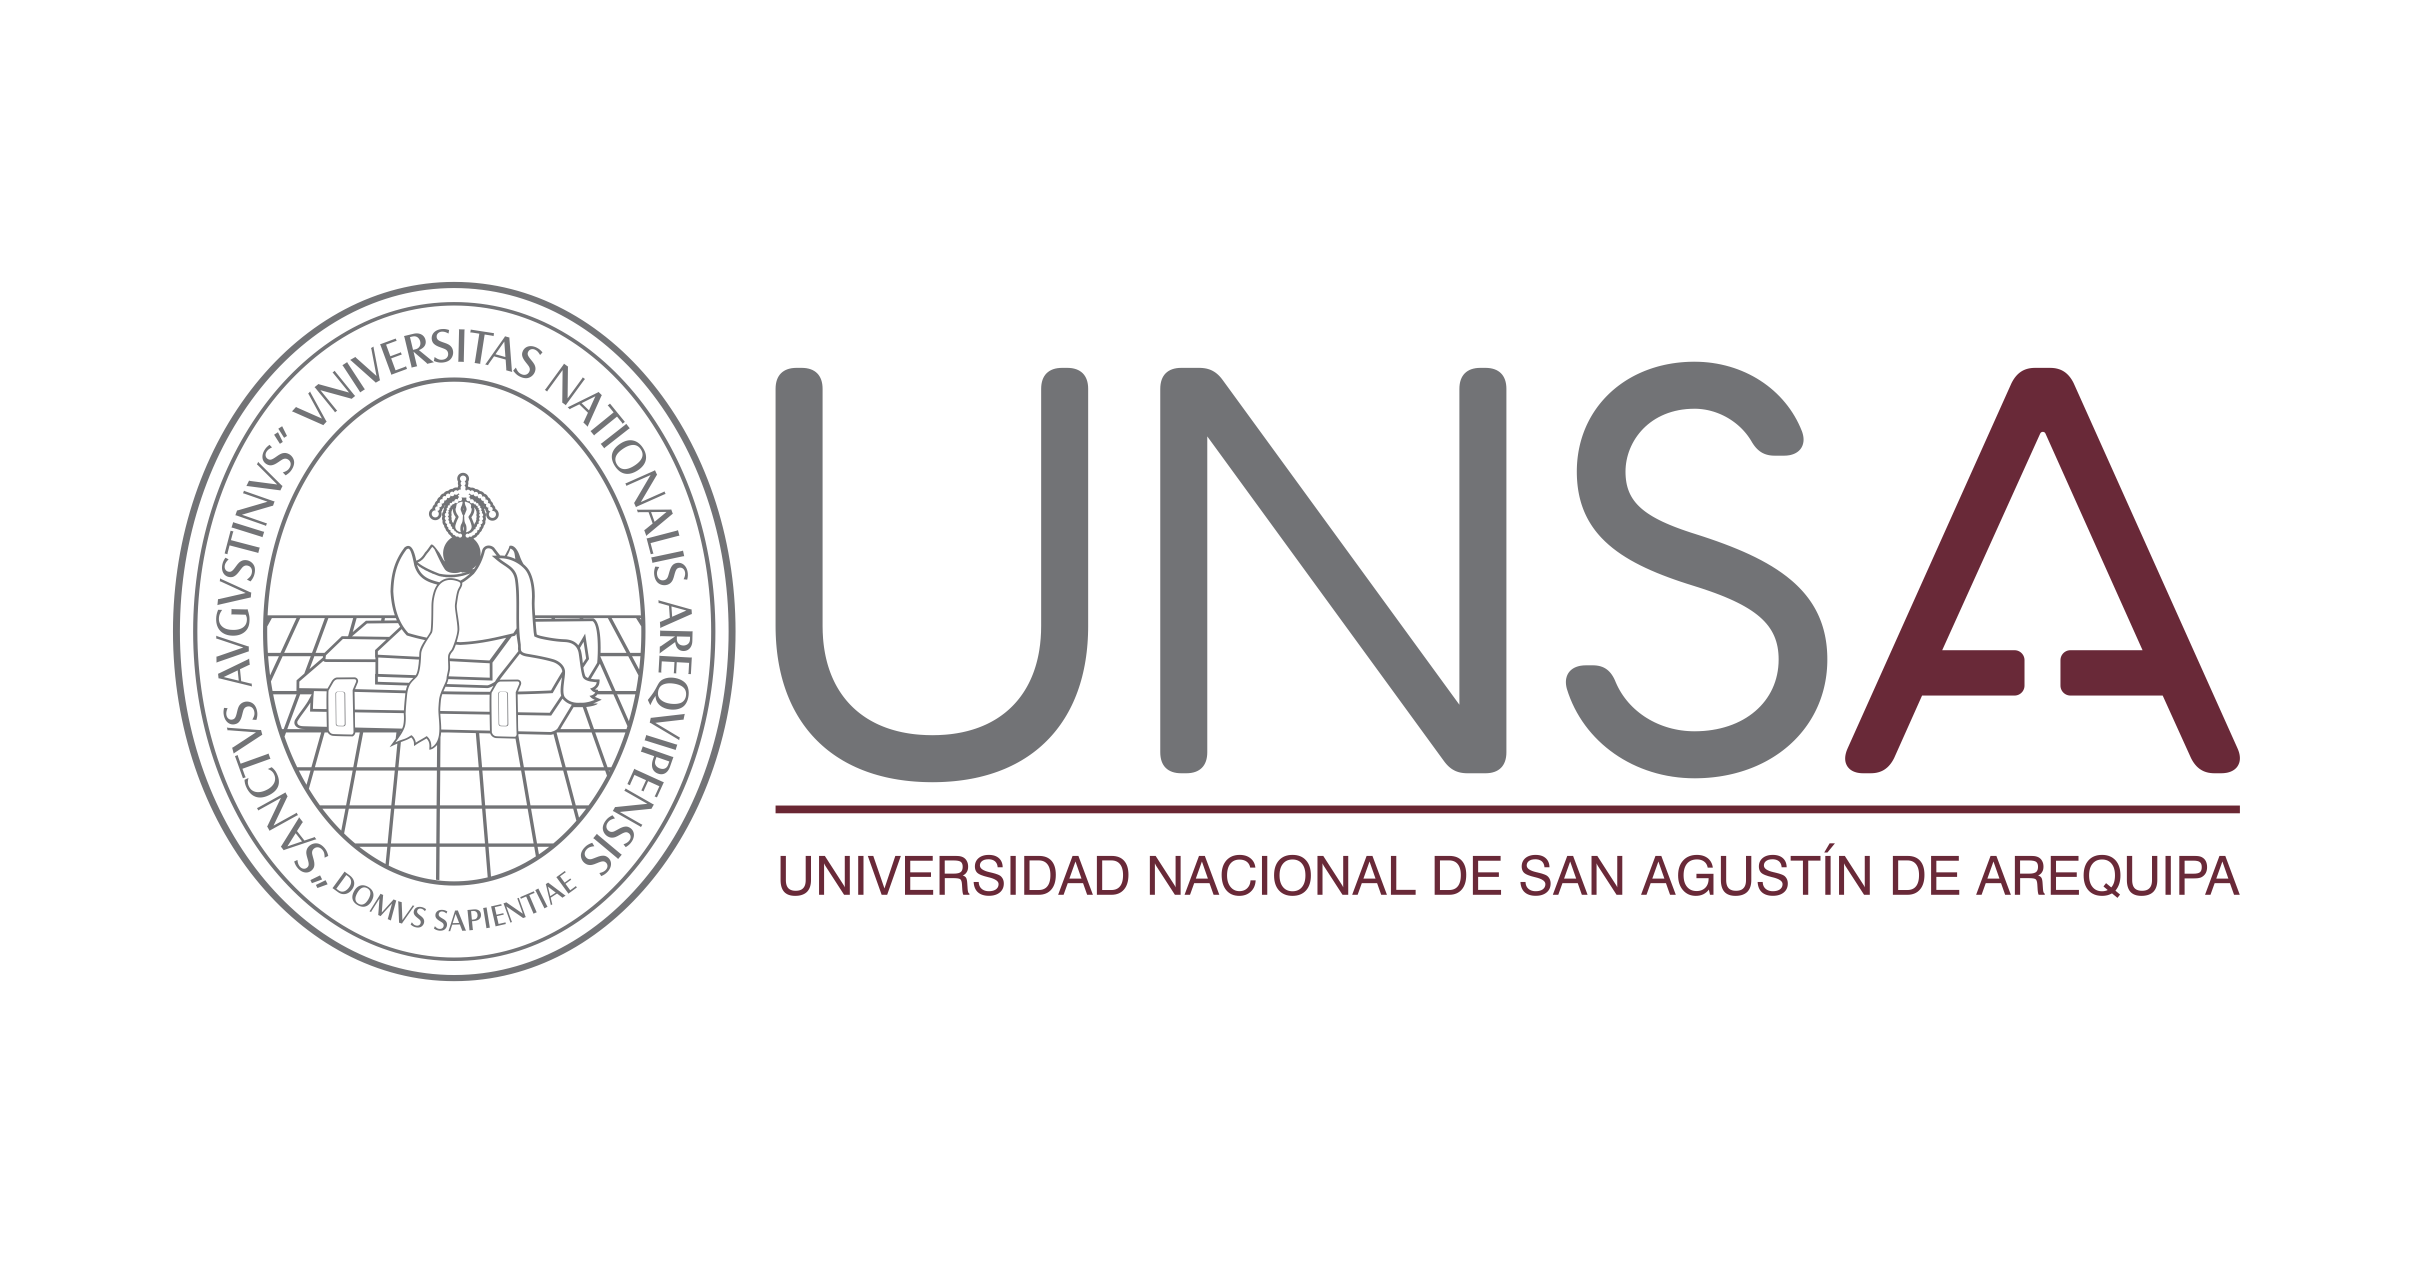 VNIVERSITAS NATIONALIS AREQVIPENSIS
"SANCTVS AVGVSTINVS"
DOMVS SAPIENTIAE
UNSA
UNIVERSIDAD NACIONAL DE SAN AGUSTÍN DE AREQUIPA